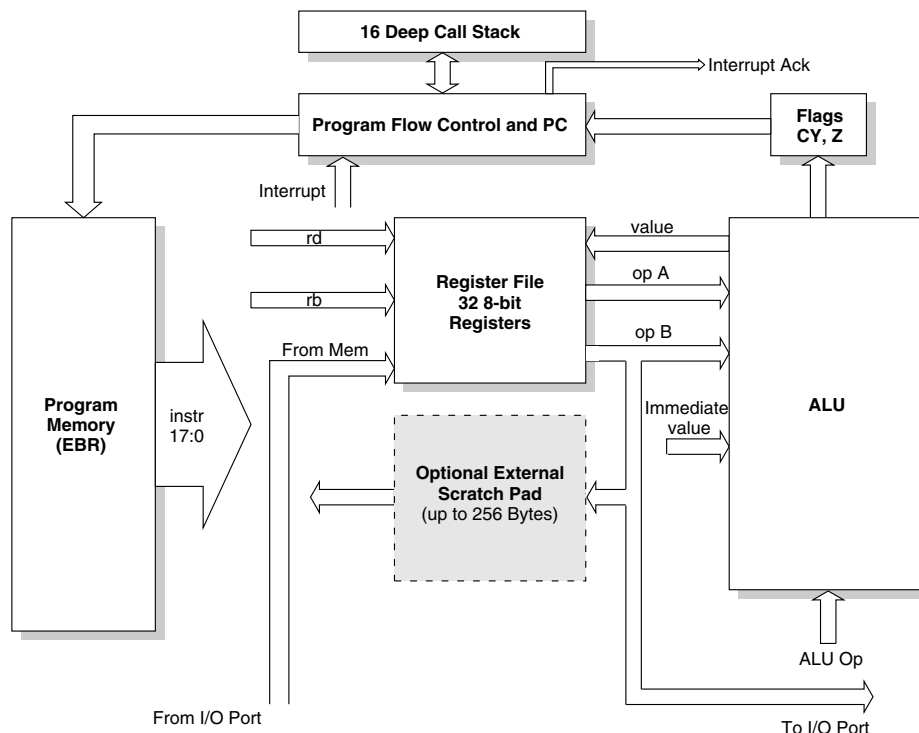 16 Deep Call Stack
Interrupt Ack
Program Flow Control and PC
Flags
CY, Z
Interrupt
rd
value
Register File
32 8-bit
Registers
op A
rb
op B
From Mem
Program
Memory
(EBR)
instr
17:0
Immediate
value
ALU
Optional External
Scratch Pad
(up to 256 Bytes)
ALU Op
From I/O Port
To I/O Port